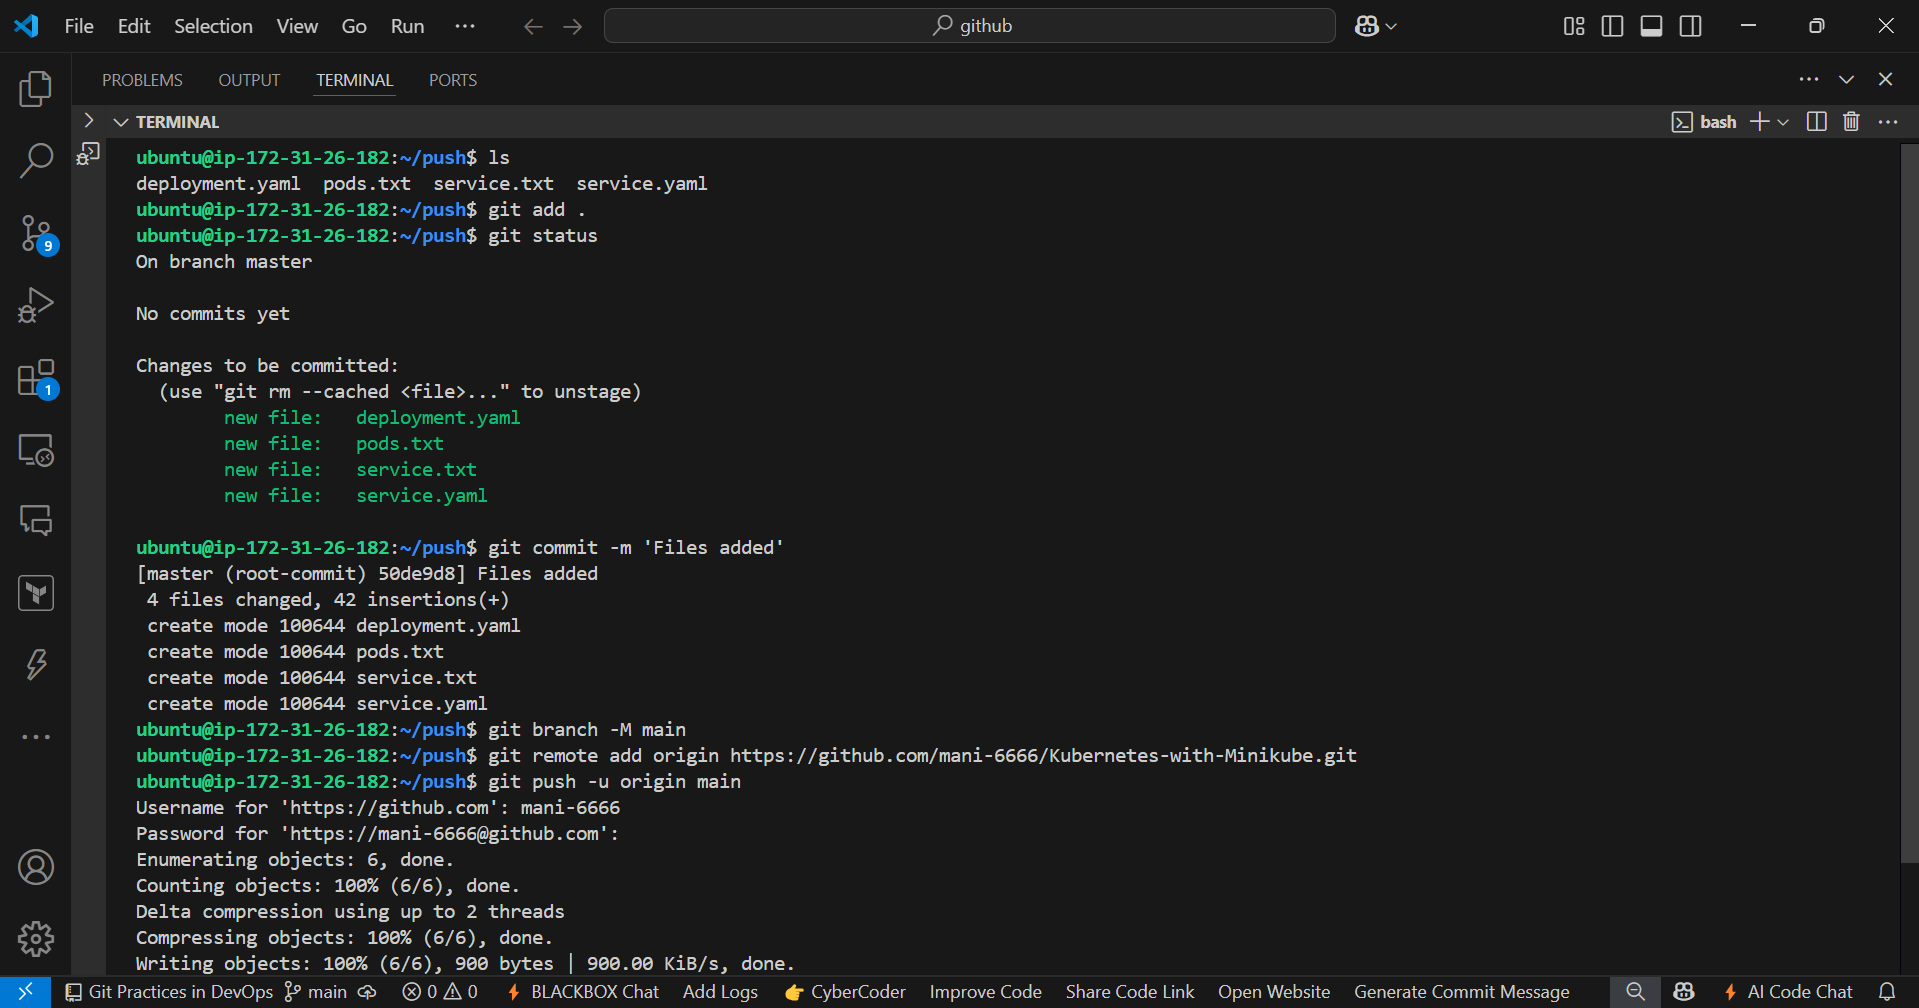 File Edit Selection View Go Run ··· github
PROBLEMS OUTPUT TERMINAL PORTS
TERMINAL bash
ubuntu@ip-172-31-26-182:~/push$ ls
deployment.yaml  pods.txt  service.txt  service.yaml
ubuntu@ip-172-31-26-182:~/push$ git add .
ubuntu@ip-172-31-26-182:~/push$ git status
On branch master
No commits yet
Changes to be committed:
  (use "git rm --cached <file>..." to unstage)
        new file:   deployment.yaml
        new file:   pods.txt
        new file:   service.txt
        new file:   service.yaml
ubuntu@ip-172-31-26-182:~/push$ git commit -m 'Files added'
[master (root-commit) 50de9d8] Files added
 4 files changed, 42 insertions(+)
 create mode 100644 deployment.yaml
 create mode 100644 pods.txt
 create mode 100644 service.txt
 create mode 100644 service.yaml
ubuntu@ip-172-31-26-182:~/push$ git branch -M main
ubuntu@ip-172-31-26-182:~/push$ git remote add origin https://github.com/mani-6666/Kubernetes-with-Minikube.git
ubuntu@ip-172-31-26-182:~/push$ git push -u origin main
Username for 'https://github.com': mani-6666
Password for 'https://mani-6666@github.com':
Enumerating objects: 6, done.
Counting objects: 100% (6/6), done.
Delta compression using up to 2 threads
Compressing objects: 100% (6/6), done.
Writing objects: 100% (6/6), 900 bytes | 900.00 KiB/s, done.
9
1
Git Practices in DevOps main 0 0 BLACKBOX Chat Add Logs 👉 CyberCoder Improve Code Share Code Link Open Website Generate Commit Message AI Code Chat